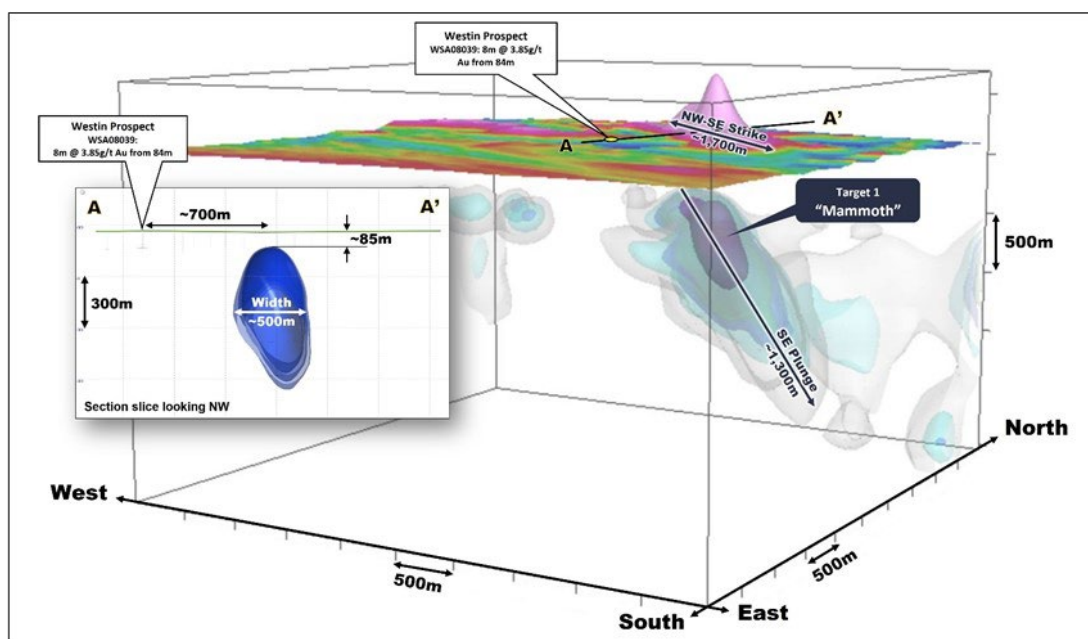 Westin Prospect
WSA08039: 8m @ 3.85g/t
Au from 84m
Westin Prospect
WSA08039:
8m @ 3.85g/t Au from 84m
NW-SE Strike
~1,700m
A
A'
Target 1
“Mammoth”
500m
A
A'
~700m
~85m
300m
Width
~500m
Section slice looking NW
SE Plunge
~1,300m
North
West
500m
500m
South
East